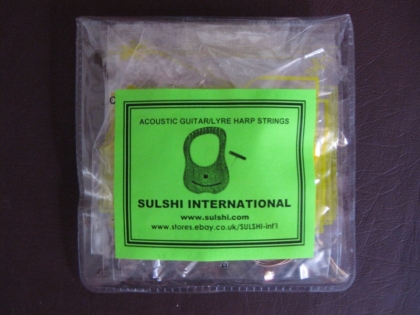 ACOUSTIC GUITAR/LYRE HARP STRINGS
SULSHI INTERNATIONAL
www.sulshi.com
www.stores.ebay.co.uk/SULSHI-int'l